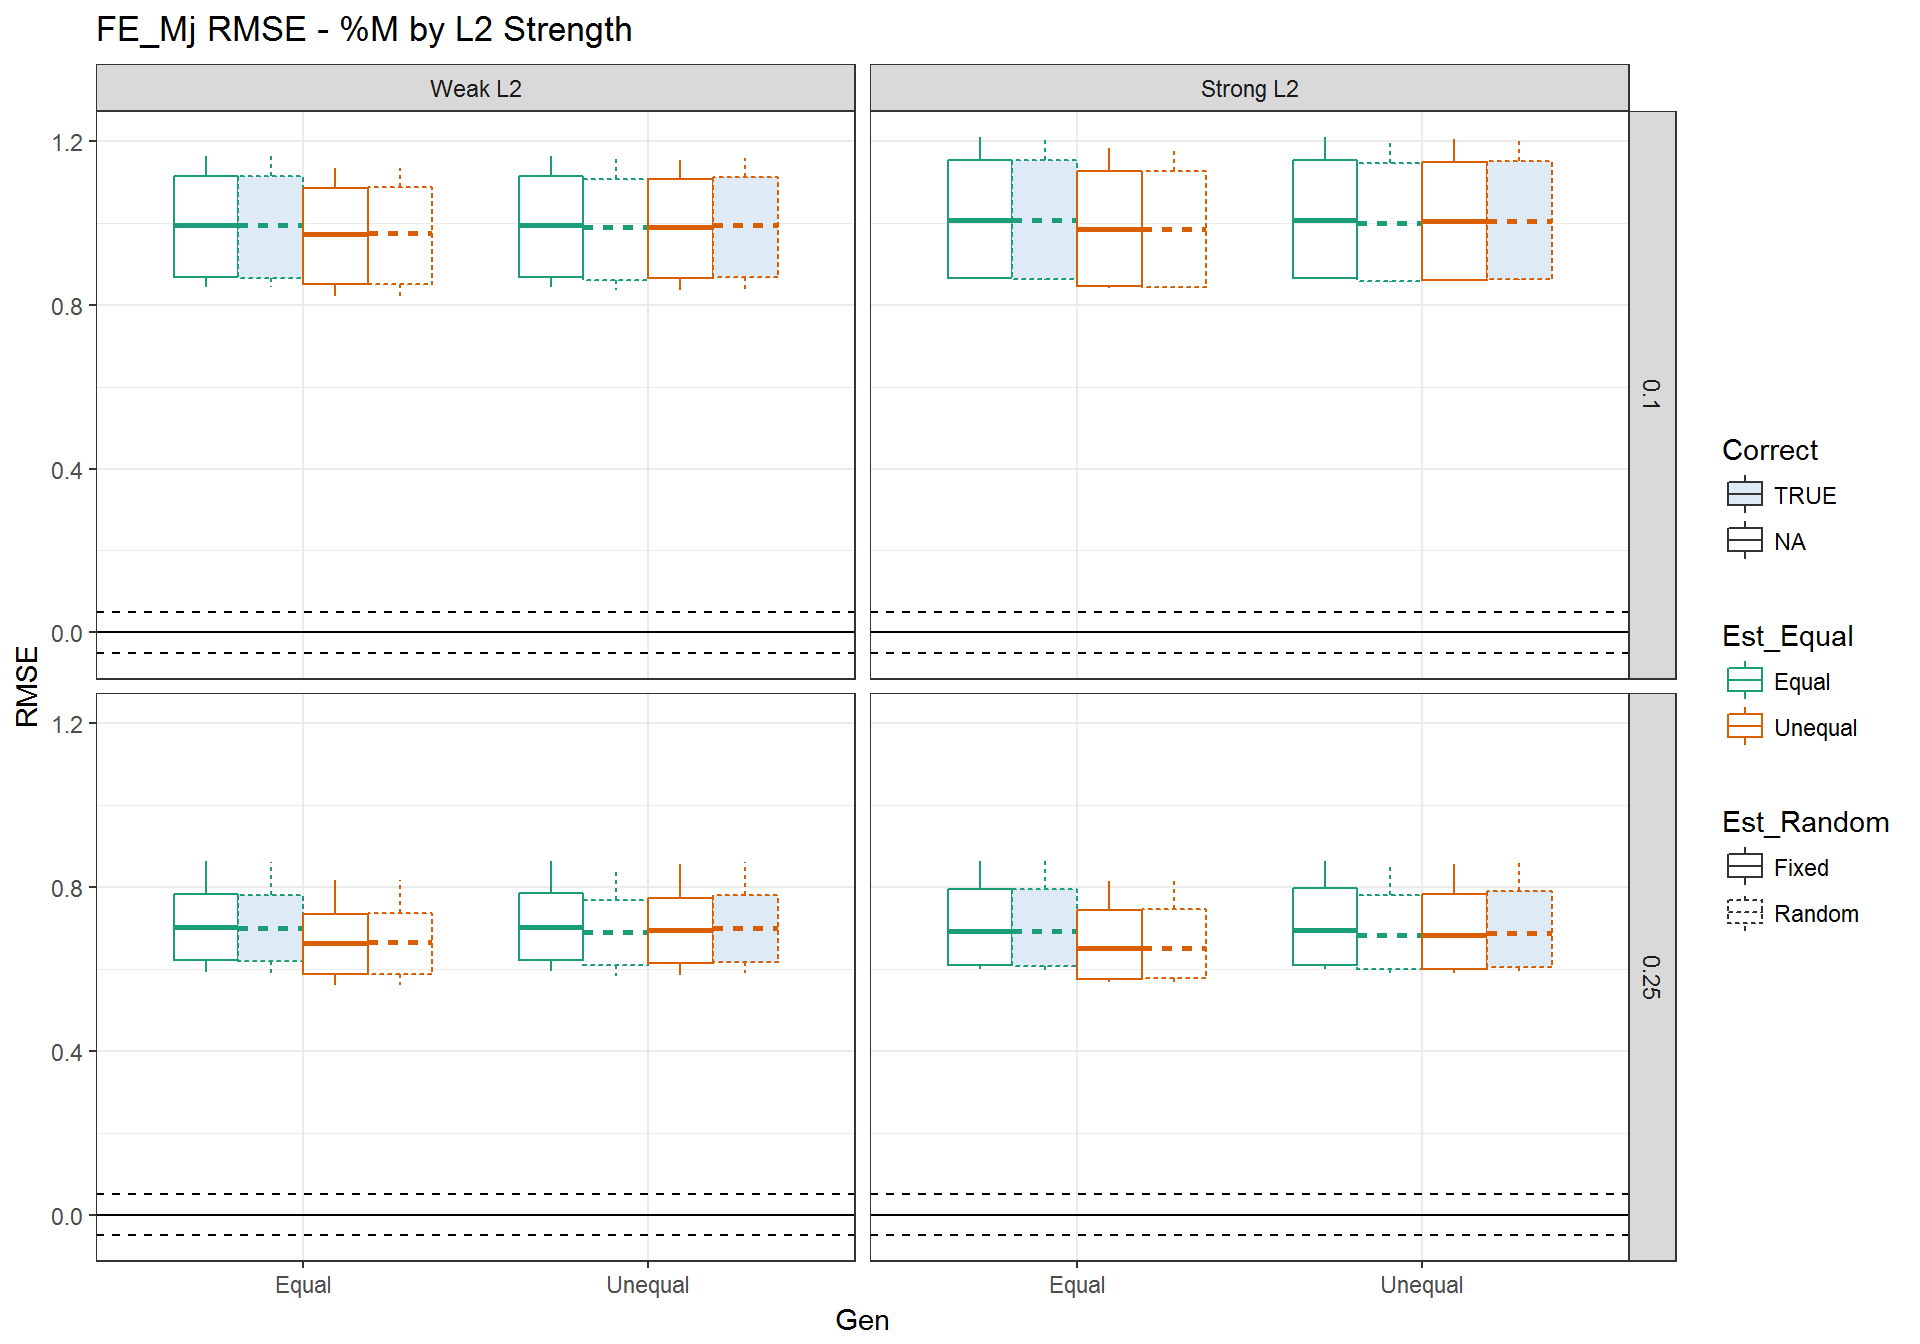 FE_Mj RMSE - %M by L2 Strength
Weak L2
Strong L2
1.2
0.8
0.4
0.0
0.1
1.2
0.8
0.4
0.0
0.25
RMSE
Equal
Unequal
Equal
Unequal
Gen
Correct
TRUE
NA
Est_Equal
Equal
Unequal
Est_Random
Fixed
Random